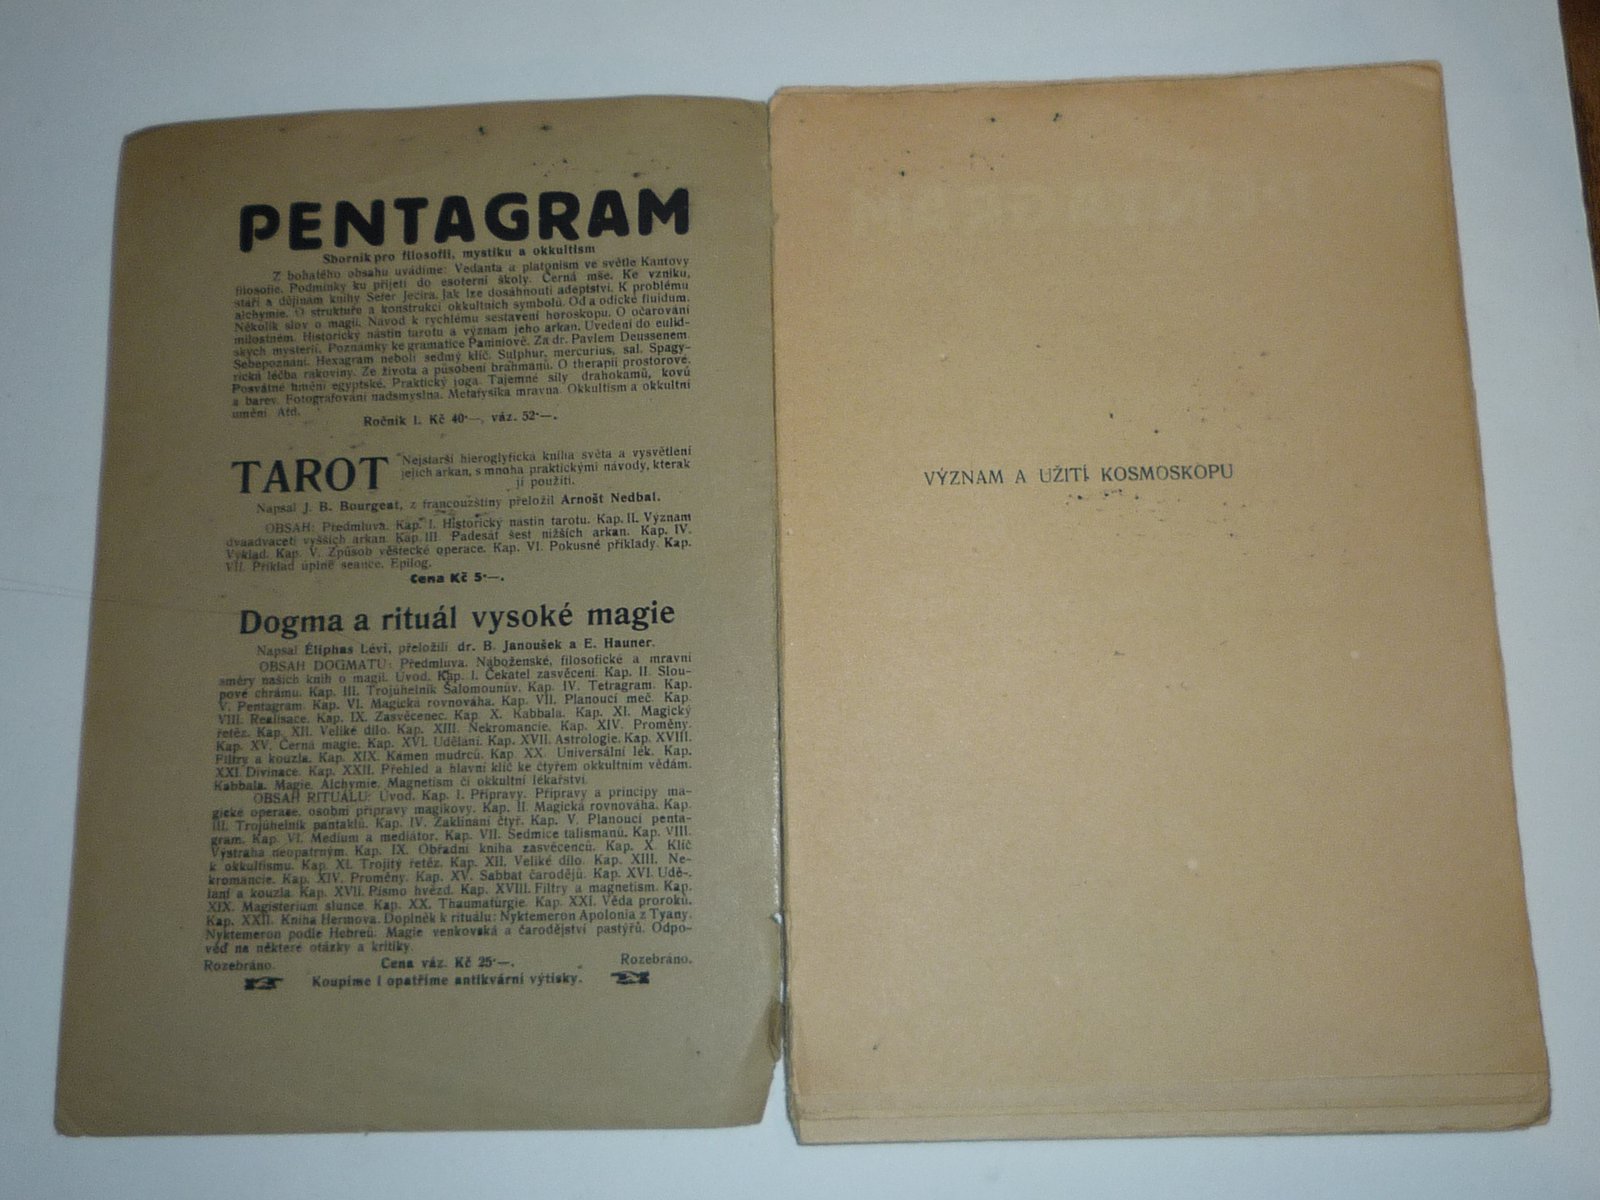 PENTAGRAM
Sborník pro filosofii, mystiku a okkultism
Z bohatého obsahu uvádíme: Vedanta a platonism ve světle Kantovy
filosofie. Podmínky ku přijetí do esoterní školy. Černá mše. Ke vzniku,
stáří a dějinám knihy Sefer Jecira. Jak lze dosáhnouti adeptství. K problému
alchymie. O struktuře a konstrukci okkultních symbolů. Od a odické fluidum.
Několik slov o magii. Návod k rychlému sestavení horoskopu. O očarování
milostném. Historický nástin tarotu a význam jeho arkan. Uvedení do eulid-
ských mysterií. Poznámky ke gramatice Paniniově. Za dr. Pavlem Deussenem.
Sebepoznání. Hexagram neboli sedmý klíč. Sulphur, mercurius, sal. Spagy-
rická léčba rakoviny. Ze života a působení brahmanů. O therapii prostorové.
Posvátné hmění egyptské. Praktický joga. Tajemné síly drahokamů, kovů
a barev. Fotografování nadsmyslna. Metafysika mravna. Okkultism a okkultní
umění Atd.
Ročník I. Kč 40·—, váz. 52·—.
TAROT
Nejstarší hieroglyfická kniha světa a vysvětlení
jejích arkan, s mnoha praktickými návody, kterak
jí použíti.
Napsal J. B. Bourgeat, z francouzštiny přeložil Arnošt Nedbal.
OBSAH: Předmluva. Kap. I. Historický nástin tarotu. Kap. II. Význam
dvaadvaceti vyšších arkan. Kap. III. Padesát šest nižších arkan. Kap. IV.
Výklad. Kap. V. Způsob věštecké operace. Kap. VI. Pokusné příklady. Kap.
VII. Příklad úplné seance. Epilog.
Cena Kč 5·—.
Dogma a rituál vysoké magie
Napsal Éliphas Lévi, přeložili dr. B. Janoušek a E. Hauner.
OBSAH DOGMATU: Předmluva. Náboženské, filosofické a mravní
směry našich knih o magii. Úvod. Kap. I. Čekatel zasvěcení. Kap. II. Slou-
pové chrámu. Kap. III. Trojúhelník Šalomounův. Kap. IV. Tetragram. Kap.
V. Pentagram. Kap. VI. Magická rovnováha. Kap. VII. Planoucí meč. Kap.
VIII. Realisace. Kap. IX. Zasvěcenec. Kap. X. Kabbala. Kap. XI. Magický
řetěz. Kap. XII. Veliké dílo. Kap. XIII. Nekromancie. Kap. XIV. Proměny.
Kap. XV. Černá magie. Kap. XVI. Udělání. Kap. XVII. Astrologie. Kap. XVIII.
Filtry a kouzla. Kap. XIX. Kámen mudrců. Kap. XX. Universální lék. Kap.
XXI. Divinace. Kap. XXII. Přehled a hlavní klíč ke čtyřem okkultním vědám.
Kabbala. Magie. Alchymie. Magnetism či okkultní lékařství.
OBSAH RITUÁLU: Úvod. Kap. I. Přípravy. Přípravy a principy ma-
gické operace, osobní přípravy magikovy. Kap. II. Magická rovnováha. Kap.
III. Trojúhelník pantaklů. Kap. IV. Zaklínání čtyř. Kap. V. Planoucí penta-
gram. Kap. VI. Medium a mediátor. Kap. VII. Sedmice talismanů. Kap. VIII.
Výstraha neopatrným. Kap. IX. Obřadní kniha zasvěcenců. Kap. X. Klíč
k okkultismu. Kap. XI. Trojitý řetěz. Kap. XII. Veliké dílo. Kap. XIII. Ne-
kromancie. Kap. XIV. Proměny. Kap. XV. Sabbat čarodějů. Kap. XVI. Udě-
lání a kouzla. Kap. XVII. Písmo hvězd. Kap. XVIII. Filtry a magnetism. Kap.
XIX. Magisterium slunce. Kap. XX. Thaumaturgie. Kap. XXI. Věda proroků.
Kap. XXII. Kniha Hermova. Doplněk k rituálu: Nyktemeron Apolonia z Tyany.
Nyktemeron podle Hebreů. Magie venkovská a čarodějství pastýřů. Odpo-
věď na některé otázky a kritiky.
Rozebráno. Cena váz. Kč 25·—. Rozebráno.
Koupíme i opatříme antikvární výtisky.
VÝZNAM A UŽITÍ KOSMOSKOPU